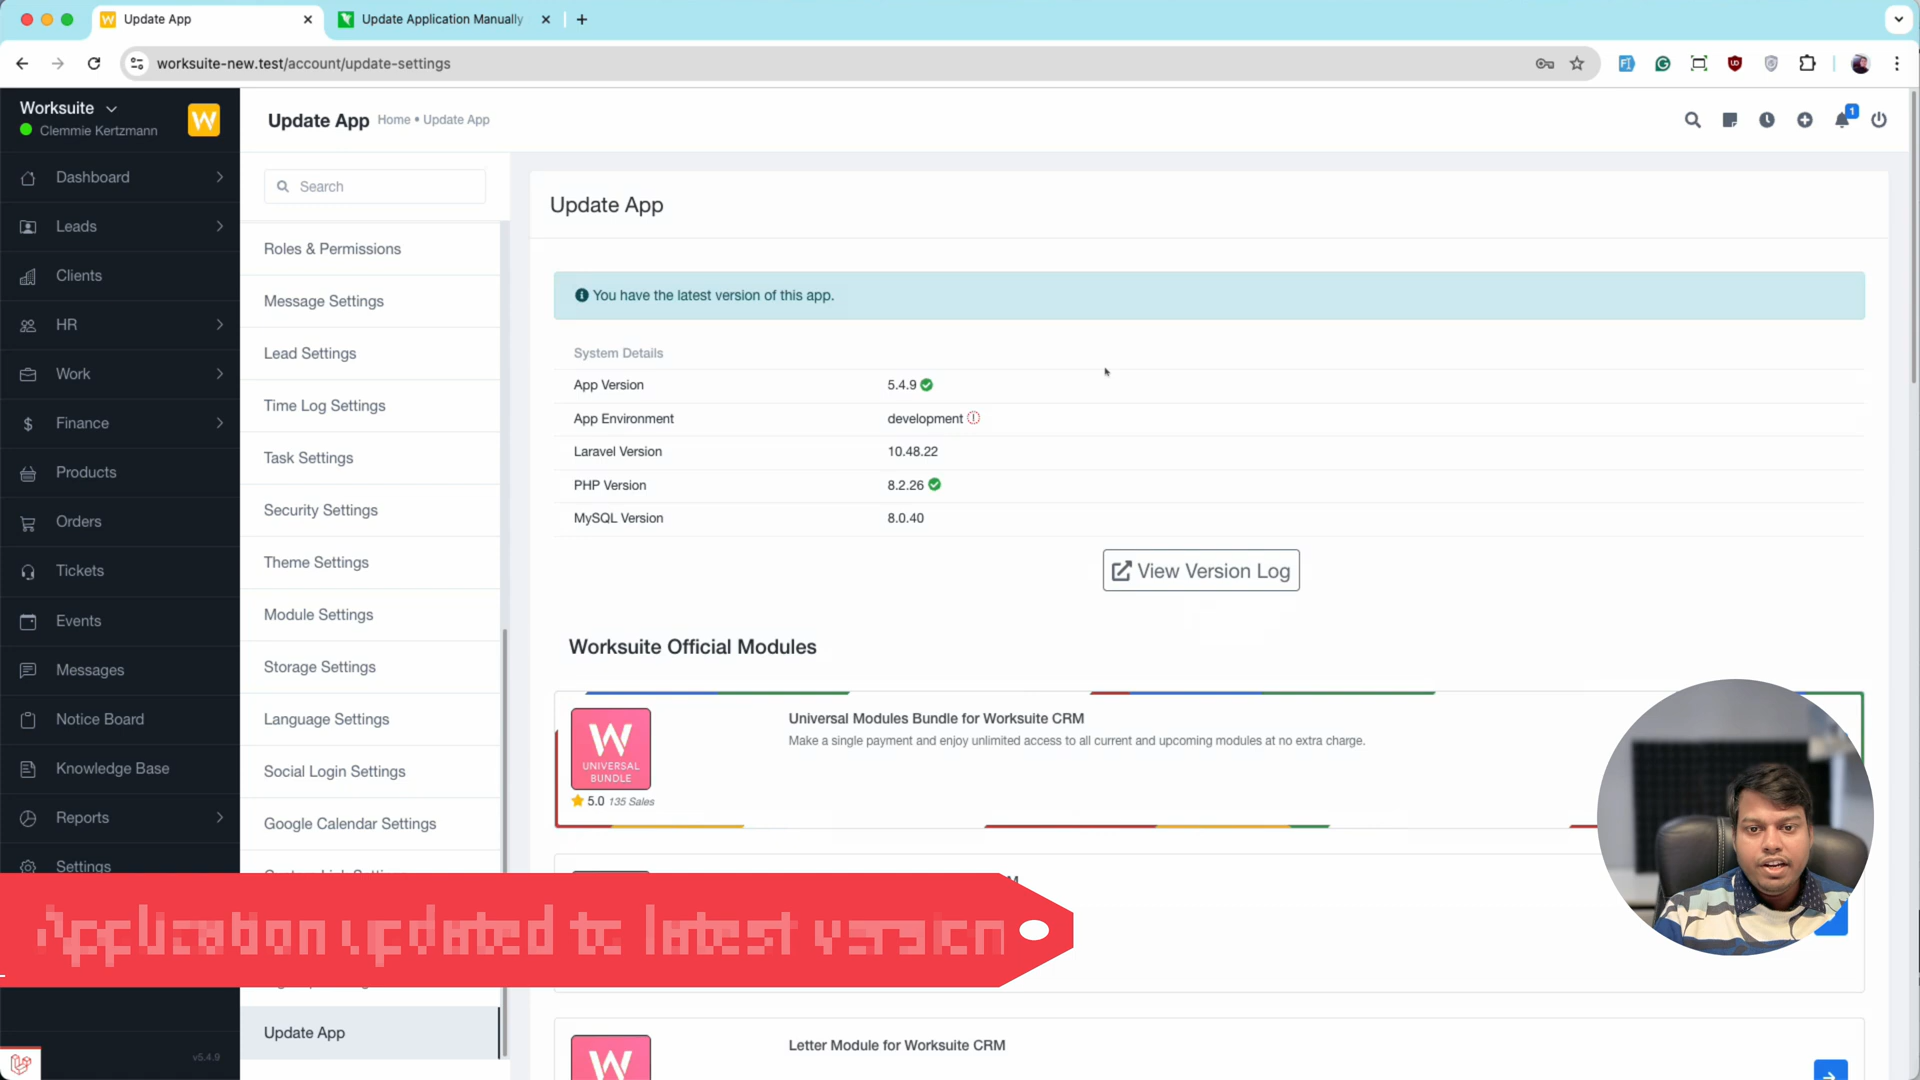 Update App
Update Application Manually
worksuite-new.test/account/update-settings
Worksuite
Clemmie Kertzmann
W
Update App
Home • Update App
1
Dashboard
Leads
Clients
HR
Work
Finance
Products
Orders
Tickets
Events
Messages
Notice Board
Knowledge Base
Reports
Settings
v5.4.9
Search
Roles & Permissions
Message Settings
Lead Settings
Time Log Settings
Task Settings
Security Settings
Theme Settings
Module Settings
Storage Settings
Language Settings
Social Login Settings
Google Calendar Settings
Update App
Update App
You have the latest version of this app.
System Details
App Version 5.4.9
App Environment development
Laravel Version 10.48.22
PHP Version 8.2.26
MySQL Version 8.0.40
View Version Log
Worksuite Official Modules
W
UNIVERSAL
BUNDLE
5.0 135 Sales
Universal Modules Bundle for Worksuite CRM
Make a single payment and enjoy unlimited access to all current and upcoming modules at no extra charge.
Application updated to latest version
W
Letter Module for Worksuite CRM